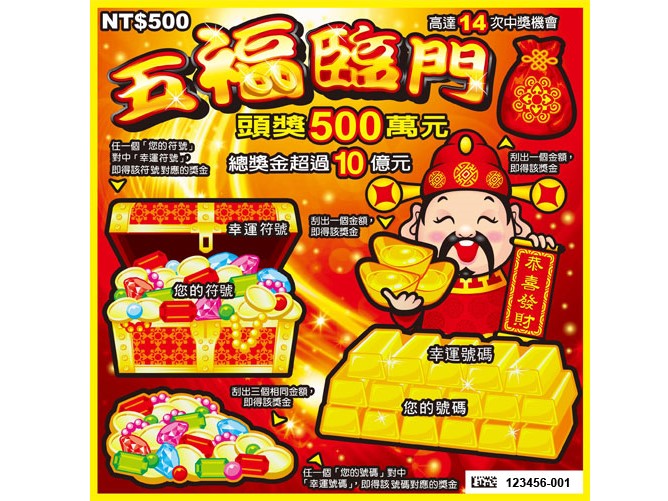 NT$500
高達14次中獎機會
五福臨門
頭獎500萬元
總獎金超過10億元
任一個「您的符號」
對中「幸運符號」，
即得該符號對應的獎金
刮出一個金額，
即得該獎金
幸運符號
您的符號
刮出一個金額，
即得該獎金
恭喜發財
幸運號碼
您的號碼
刮出三個相同金額，
即得該獎金
任一個「您的號碼」對中
「幸運號碼」，即得該號碼對應的獎金
123456-001